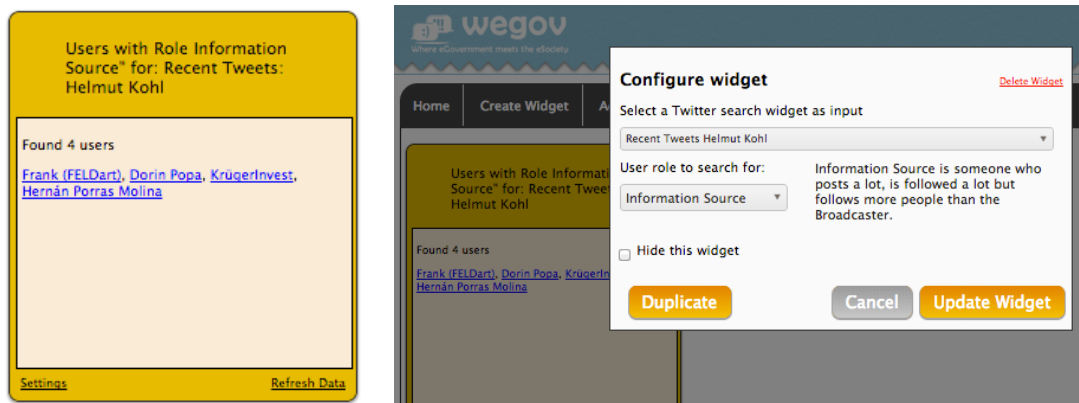 Users with Role Information
Source" for: Recent Tweets:
Helmut Kohl
Found 4 users
Frank (FELDart), Dorin Popa, KrügerInvest,
Hernán Porras Molina
Settings
Refresh Data
wegov
Where eGovernment meets the eSociety
Home
Create Widget
A
Users with Role Informati
Source" for: Recent Tweet
Helmut Kohl
Found 4 users
Frank (FELDart), Dorin Popa, KrügerIn
Hernán Porras Molina
Configure widget
Delete Widget
Select a Twitter search widget as input
Recent Tweets Helmut Kohl
User role to search for:
Information Source
Information Source is someone who
posts a lot, is followed a lot but
follows more people than the
Broadcaster.
Hide this widget
Duplicate
Cancel
Update Widget